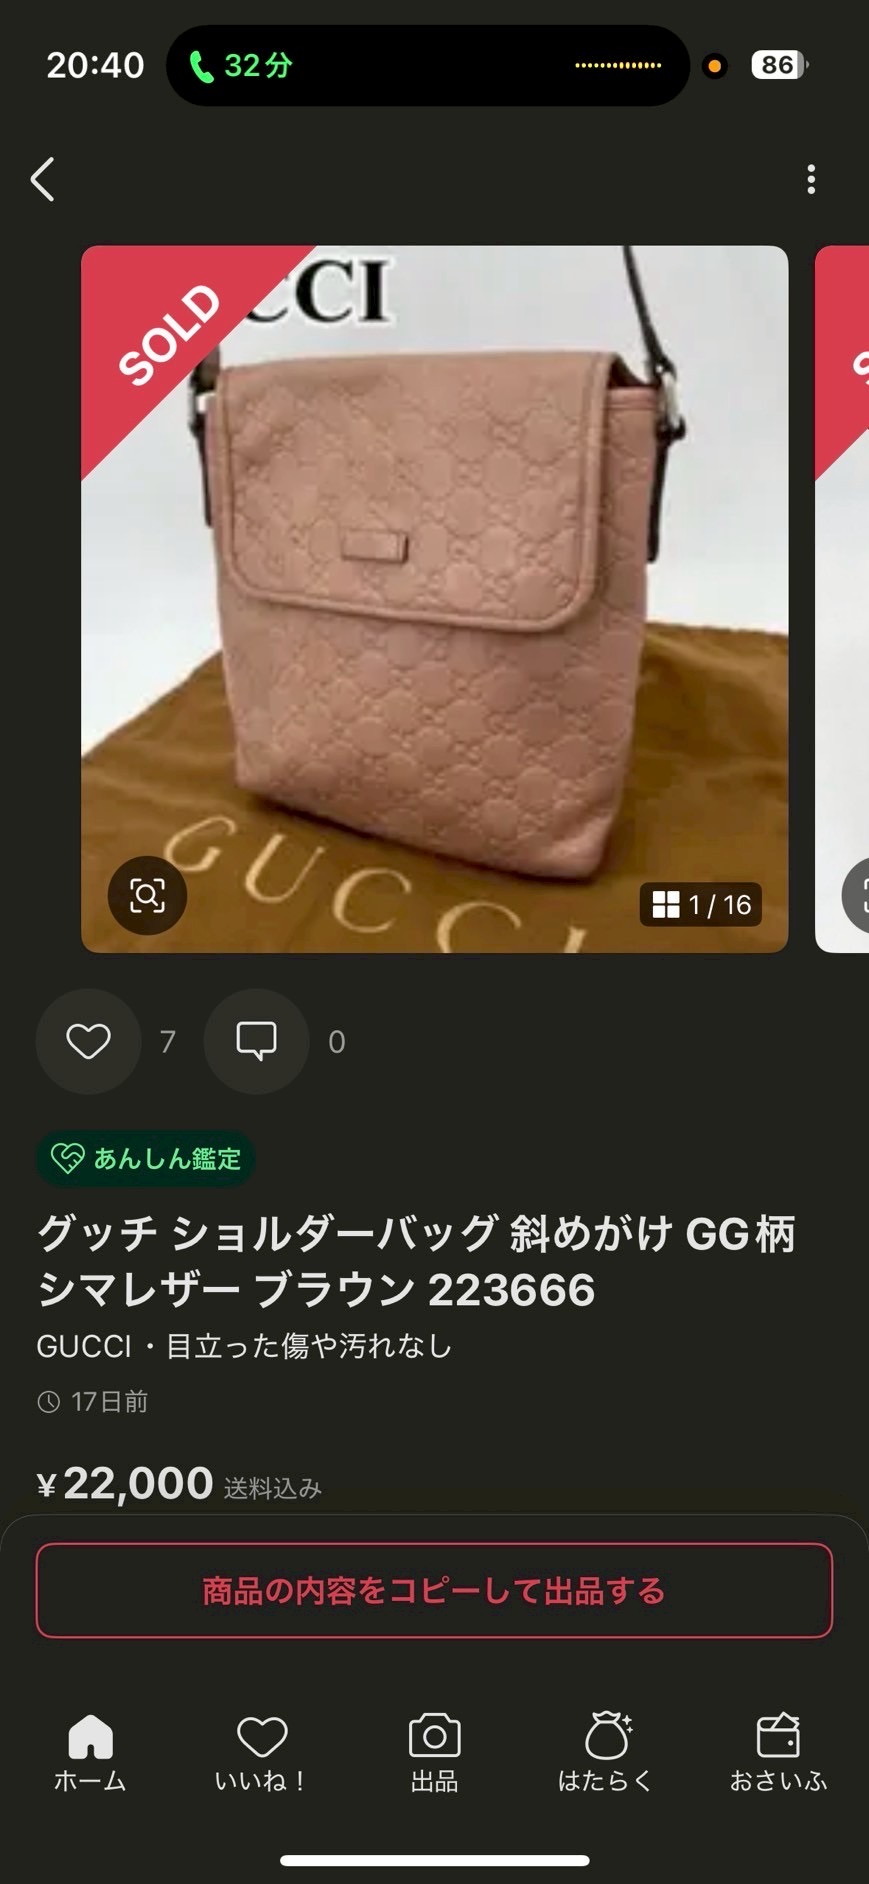 20:40
32分
86
SOLD
CCI
GUCCI
1 / 16
7
0
あんしん鑑定
グッチ ショルダーバッグ 斜めがけ GG柄
シマレザー ブラウン 223666
GUCCI・目立った傷や汚れなし
17日前
¥22,000 送料込み
商品の内容をコピーして出品する
ホーム
いいね！
出品
はたらく
おさいふ